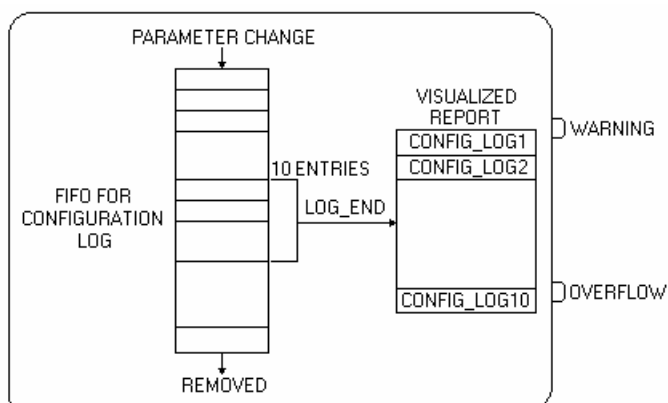 PARAMETER CHANGE
VISUALIZED
REPORT
WARNING
CONFIG_LOG1
CONFIG_LOG2
10 ENTRIES
FIFO FOR
CONFIGURATION
LOG
LOG_END
OVERFLOW
CONFIG_LOG10
REMOVED